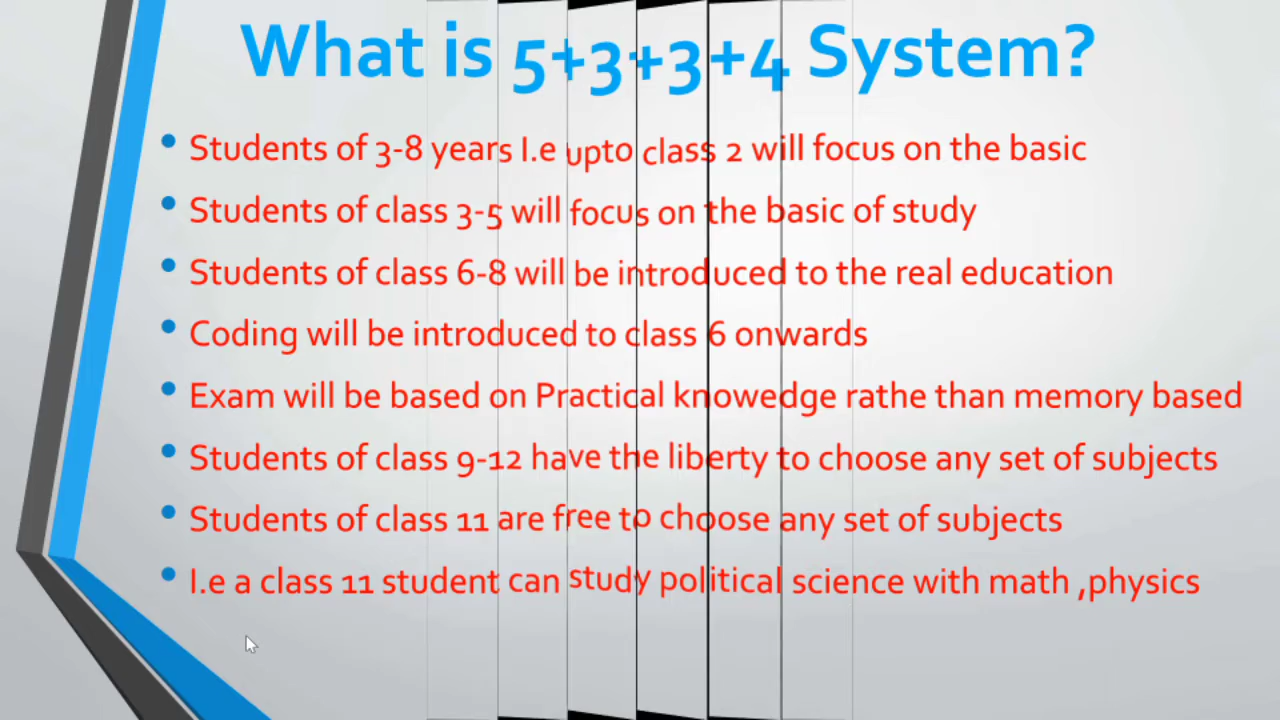 What is 5+3+3+4 System?
Students of 3-8 years I.e upto class 2 will focus on the basic
Students of class 3-5 will focus on the basic of study
Students of class 6-8 will be introduced to the real education
Coding will be introduced to class 6 onwards
Exam will be based on Practical knowedge rathe than memory based
Students of class 9-12 have the liberty to choose any set of subjects
Students of class 11 are free to choose any set of subjects
I.e a class 11 student can study political science with math ,physics